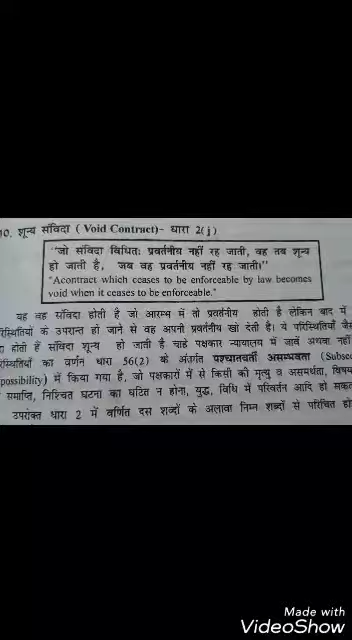 10. शून्य संविदा ( Void Contract)- धारा 2(j)
"जो संविदा विधितः प्रवर्तनीय नहीं रह जाती, वह तब शून्य
हो जाती है, जब वह प्रवर्तनीय नहीं रह जाती।"
"Acontract which ceases to be enforceable by law becomes
void when it ceases to be enforceable."
यह वह संविदा होती है जो आरम्भ में तो प्रवर्तनीय होती है लेकिन बाद में
रिस्थितियों के उपरान्त हो जाने से वह अपनी प्रवर्तनीय खो देती है। ये परिस्थितियाँ
होती हैं संविदा शून्य हो जाती है चाहे पक्षकार न्यायालय में जावें अथवा नहीं
रिस्थितियों का वर्णन धारा 56(2) के अंतर्गत पश्चातवर्ती असम्भवता (Subsec
possibility) में किया गया है, जो पक्षकारों में से किसी की मृत्यु व असमर्थता, विषय
समाप्ति, निश्चित घटना का घटित न होना, युद्ध, विधि में परिवर्तन आदि हो सकत
उपरोक्त धारा 2 में वर्णित दस शब्दों के अलावा निम्न शब्दों से परिचित हो
Made with
VideoShow